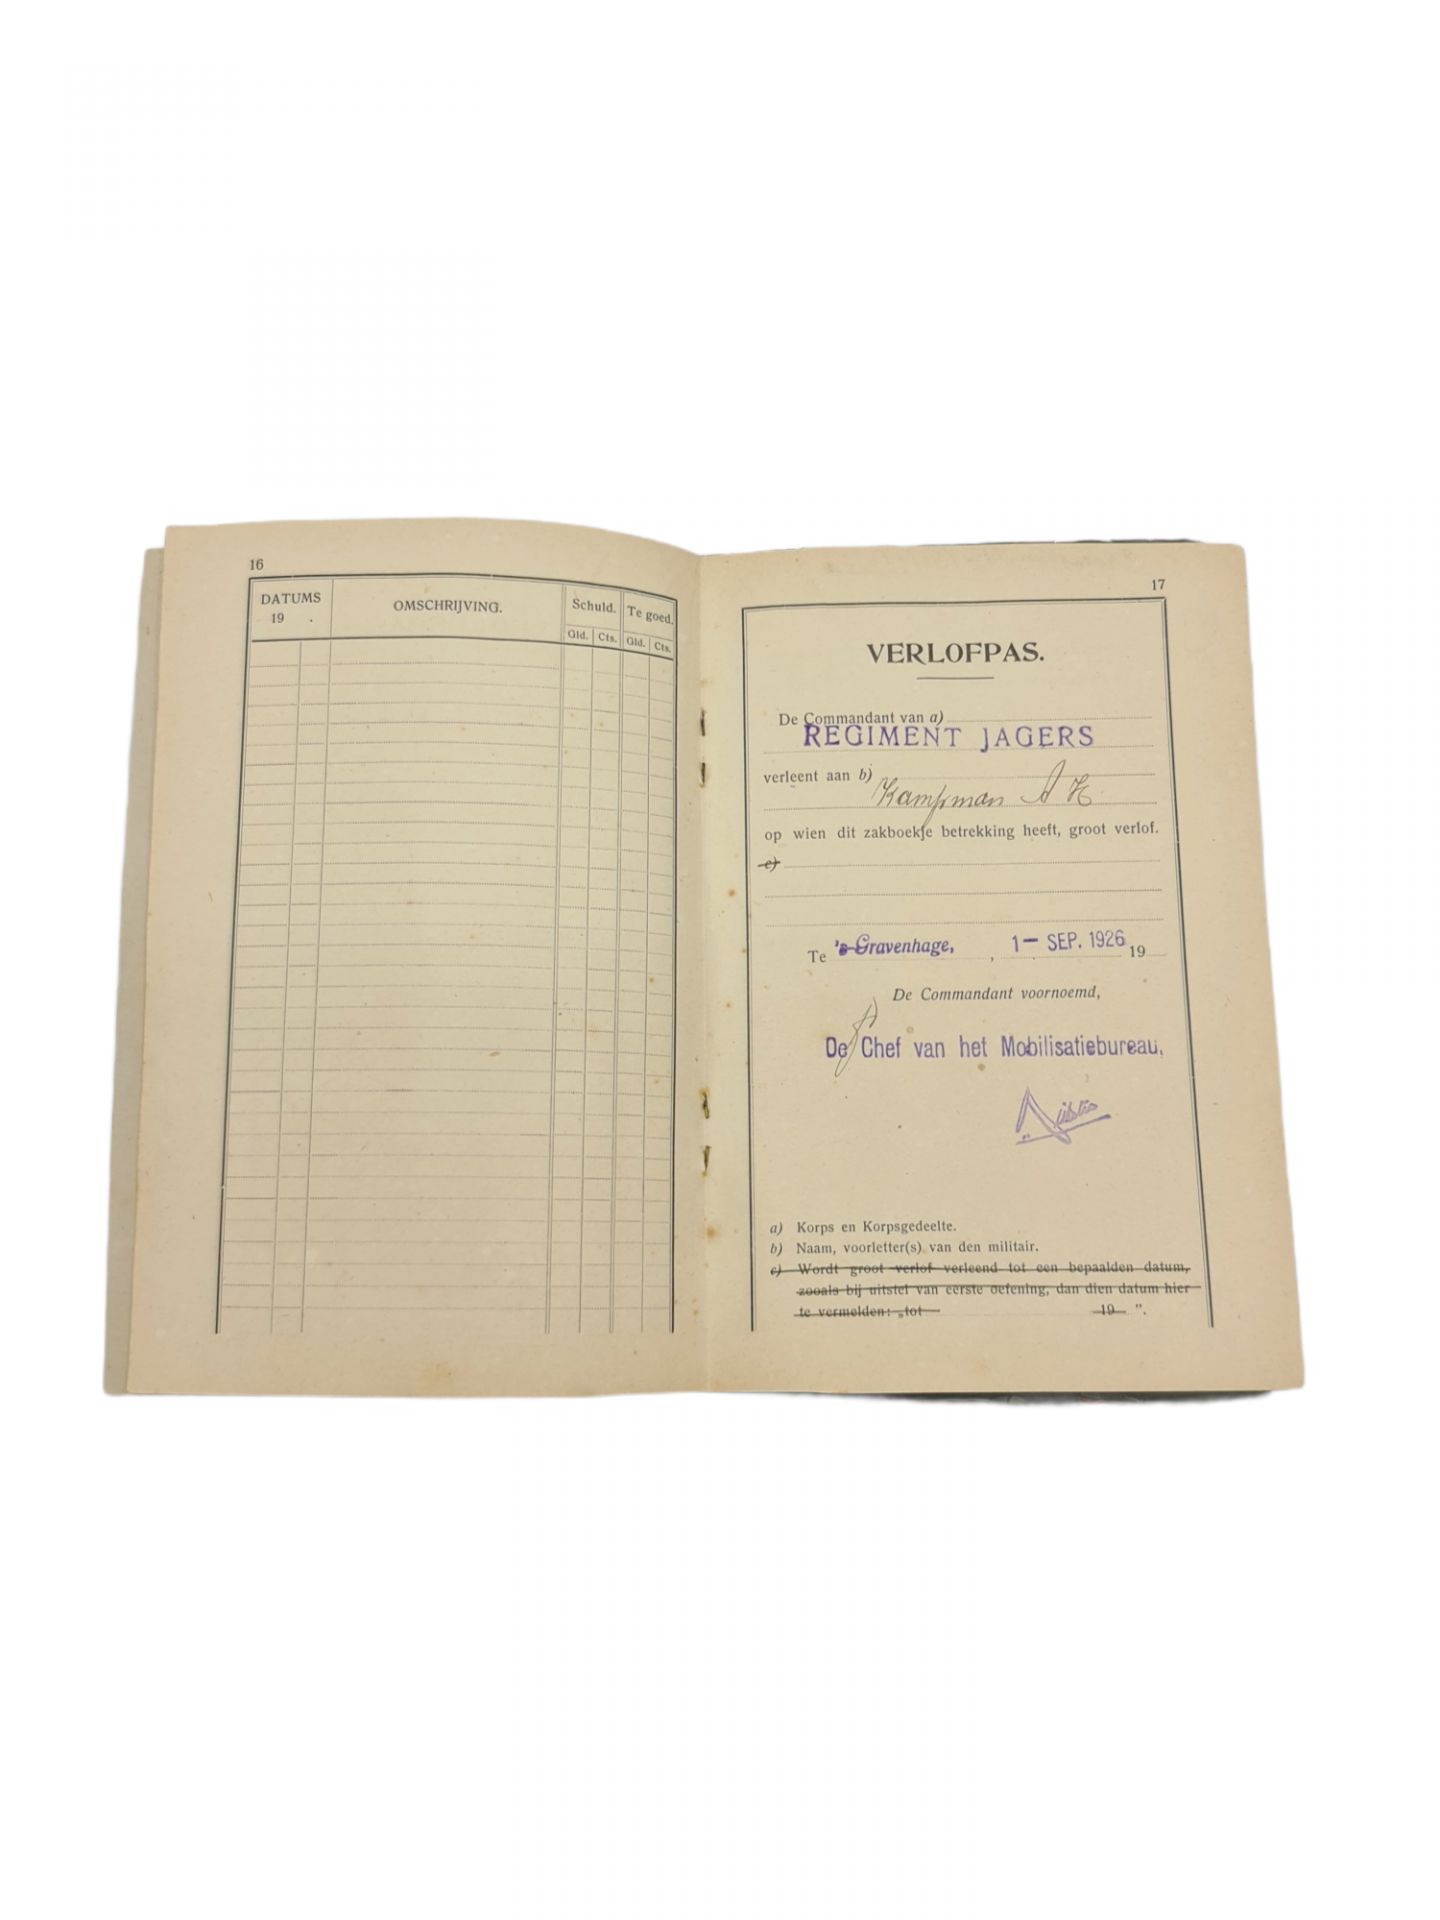 16
DATUMS
19 .
OMSCHRIJVING.
Schuld.
Te goed.
Gld. Cts. Gld. Cts.
17
VERLOFPAS.
De Commandant van a)
REGIMENT JAGERS
verleent aan b)
Kampman A H
op wien dit zakboekje betrekking heeft, groot verlof.
c)
Te 's-Gravenhage, , 1 - SEP. 1926 19
De Commandant voornoemd,
De Chef van het Mobilisatiebureau,
a) Korps en Korpsgedeelte.
b) Naam, voorletter(s) van den militair.
c) Wordt groot verlof verleend tot een bepaalden datum,
zooals bij uitstel van eerste oefening, dan dien datum hier
te vermelden: „tot 19 ”.